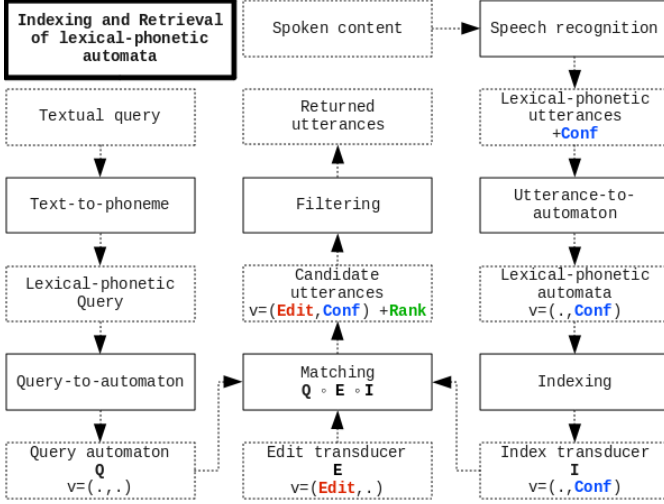 Indexing and Retrieval
of lexical-phonetic
automata
Spoken content
Speech recognition
Textual query
Returned
utterances
Lexical-phonetic
utterances
+Conf
Text-to-phoneme
Filtering
Utterance-to-
automaton
Lexical-phonetic
Query
Candidate
utterances
v=(Edit,Conf) +Rank
Lexical-phonetic
automata
v=(.,Conf)
Query-to-automaton
Matching
Q ∘ E ∘ I
Indexing
Query automaton
Q
v=(.,.)
Edit transducer
E
v=(Edit,.)
Index transducer
I
v=(.,Conf)